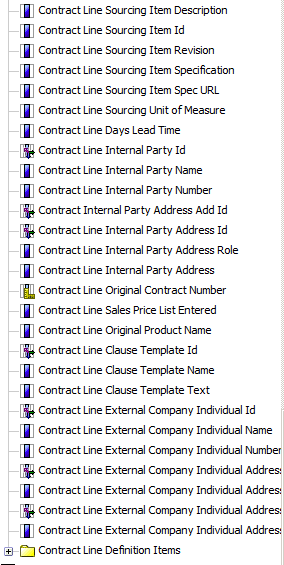 Contract Line Sourcing Item Description
Contract Line Sourcing Item Id
Contract Line Sourcing Item Revision
Contract Line Sourcing Item Specification
Contract Line Sourcing Item Spec URL
Contract Line Sourcing Unit of Measure
Contract Line Days Lead Time
Contract Line Internal Party Id
Contract Line Internal Party Name
Contract Line Internal Party Number
Contract Internal Party Address Add Id
Contract Line Internal Party Address Id
Contract Line Internal Party Address Role
Contract Line Internal Party Address
Contract Line Original Contract Number
Contract Line Sales Price List Entered
Contract Line Original Product Name
Contract Line Clause Template Id
Contract Line Clause Template Name
Contract Line Clause Template Text
Contract Line External Company Individual Id
Contract Line External Company Individual Name
Contract Line External Company Individual Number
Contract Line External Company Individual Address
Contract Line External Company Individual Address
Contract Line External Company Individual Address
Contract Line External Company Individual Address
Contract Line Definition Items